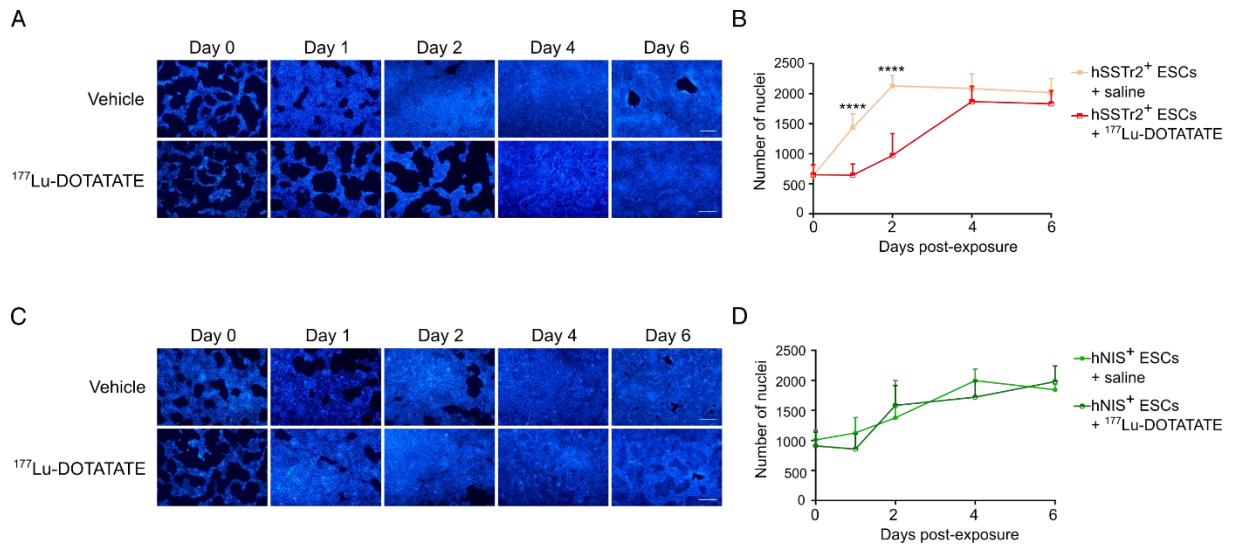 A
Day 0 Day 1 Day 2 Day 4 Day 6
Vehicle
¹⁷⁷Lu-DOTATATE
B
Number of nuclei
2500
2000
1500
1000
500
0
****
****
0 2 4 6
Days post-exposure
hSSTr2⁺ ESCs
+ saline
hSSTr2⁺ ESCs
+ ¹⁷⁷Lu-DOTATATE
C
Day 0 Day 1 Day 2 Day 4 Day 6
Vehicle
¹⁷⁷Lu-DOTATATE
D
Number of nuclei
2500
2000
1500
1000
500
0
0 2 4 6
Days post-exposure
hNIS⁺ ESCs
+ saline
hNIS⁺ ESCs
+ ¹⁷⁷Lu-DOTATATE